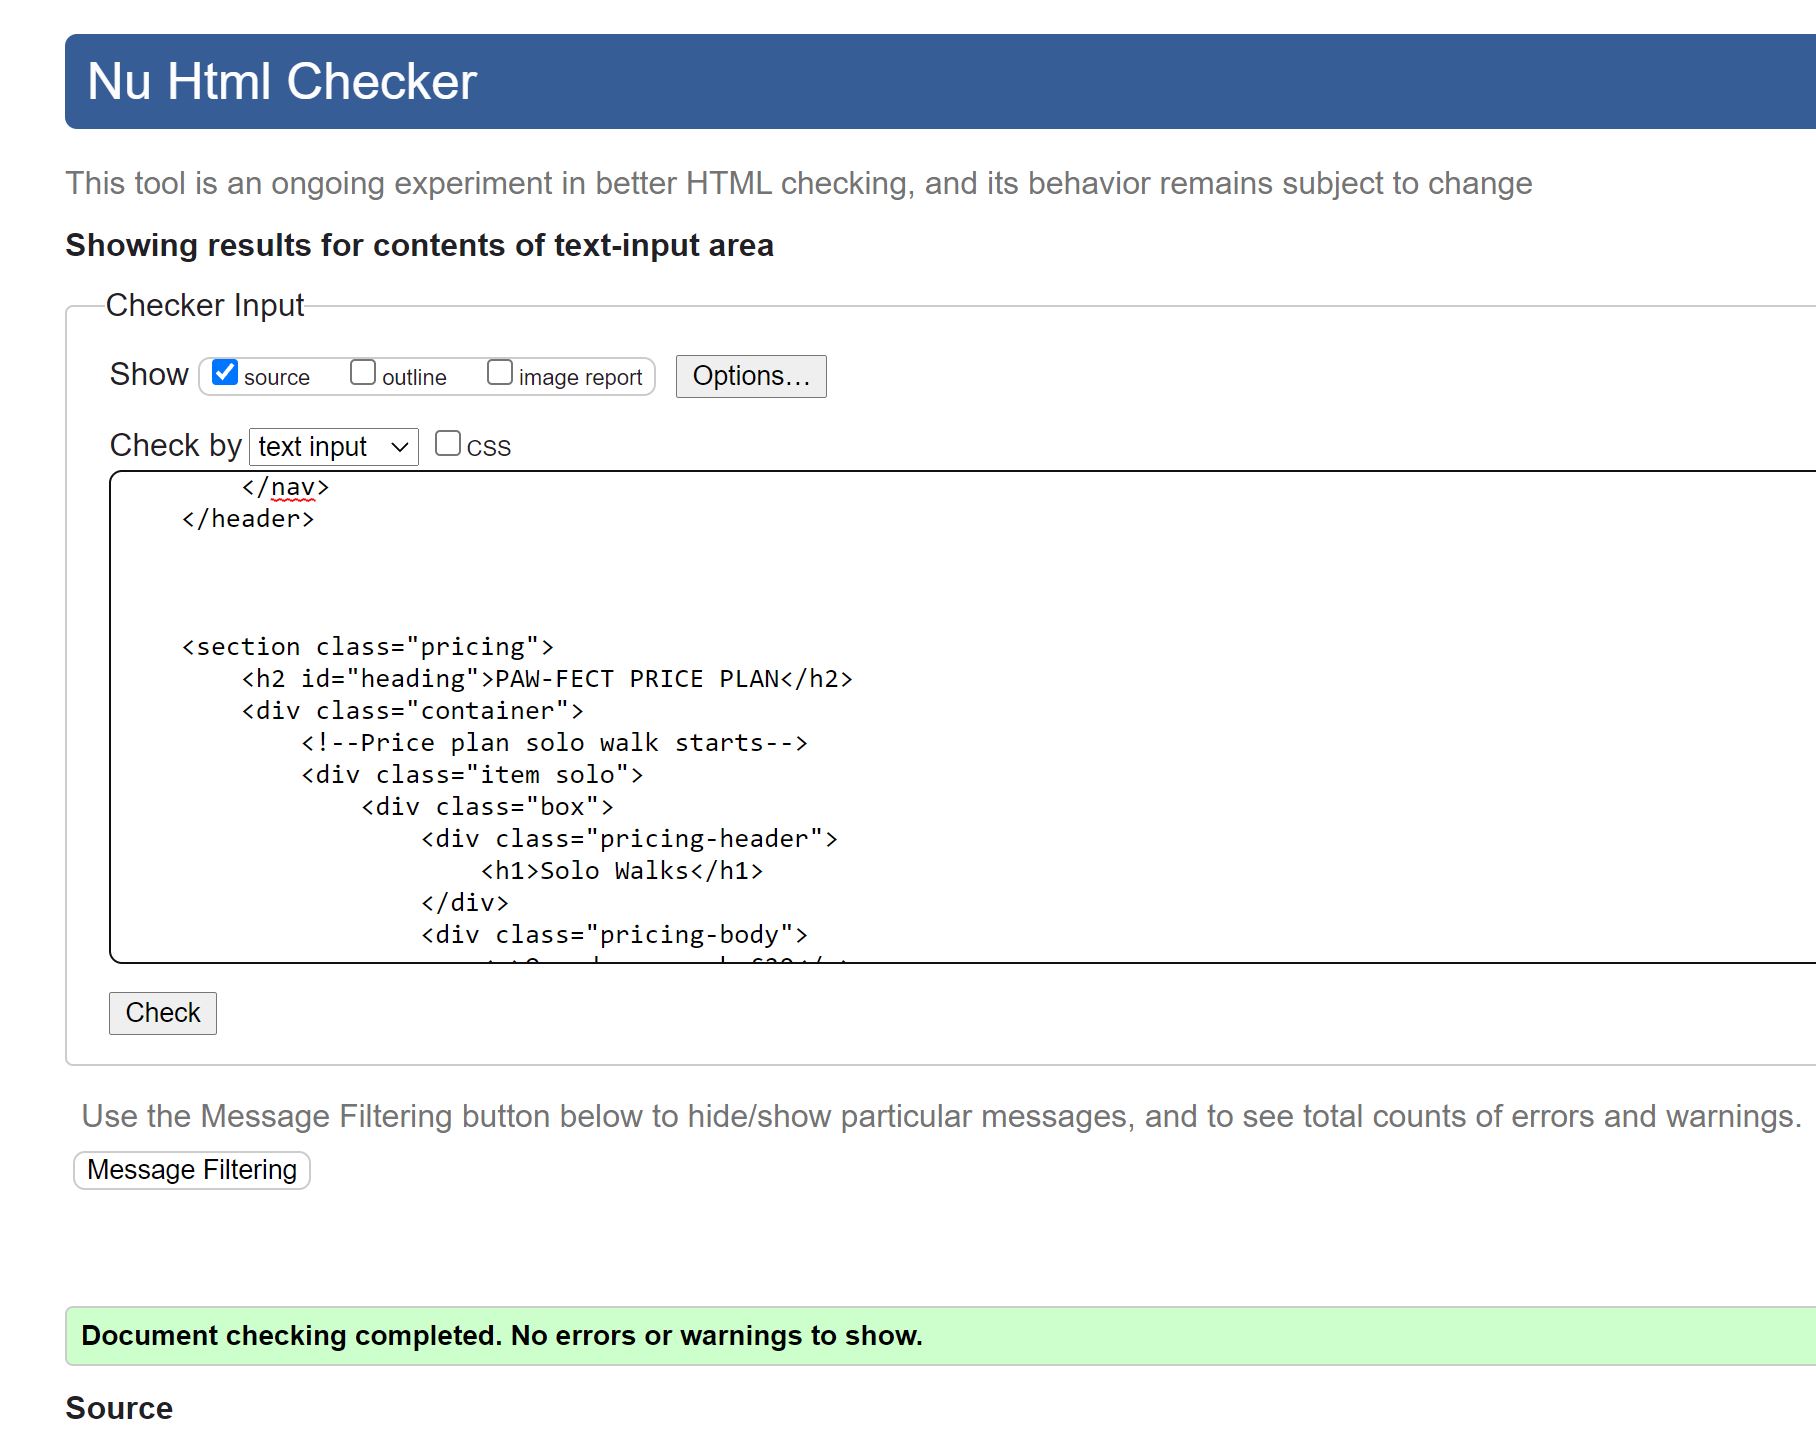 Nu Html Checker
This tool is an ongoing experiment in better HTML checking, and its behavior remains subject to change
Showing results for contents of text-input area
Checker Input
Show source outline image report Options...
Check by text input CSS
</nav>
</header>
<section class="pricing">
<h2 id="heading">PAW-FECT PRICE PLAN</h2>
<div class="container">
<!--Price plan solo walk starts-->
<div class="item solo">
<div class="box">
<div class="pricing-header">
<h1>Solo Walks</h1>
</div>
<div class="pricing-body">
Check
Use the Message Filtering button below to hide/show particular messages, and to see total counts of errors and warnings.
Message Filtering
Document checking completed. No errors or warnings to show.
Source